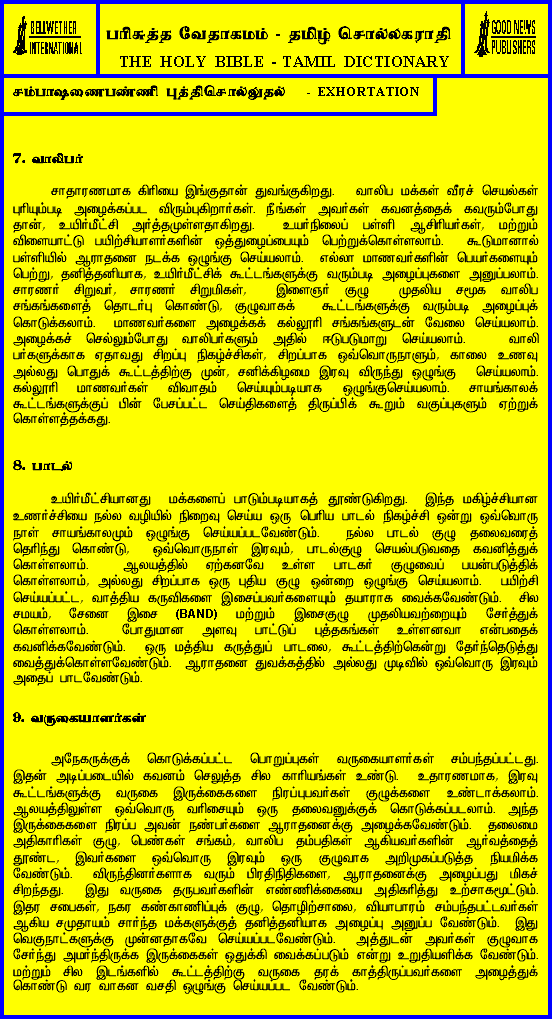 BELLWETHER
INTERNATIONAL
பரிசுத்த வேதாகமம் - தமிழ் சொல்லகராதி
THE HOLY BIBLE - TAMIL DICTIONARY
GOOD NEWS
PUBLISHERS
சம்பாஷணைபண்ணி புத்திசொல்லுதல் - EXHORTATION
7. வாலிபர்
சாதாரணமாக கிரியை இங்குதான் துவங்குகிறது. வாலிப மக்கள் வீரச் செயல்கள்
புரியும்படி அழைக்கப்பட விரும்புகிறார்கள். நீங்கள் அவர்கள் கவனத்தைக் கவரும்போது
தான், உயிர்மீட்சி அர்த்தமுள்ளதாகிறது. உயர்நிலைப் பள்ளி ஆசிரியர்கள், மற்றும்
விளையாட்டு பயிற்சியாளர்களின் ஒத்துழைப்பையும் பெற்றுக்கொள்ளலாம். கூடுமானால்
பள்ளியில் ஆராதனை நடக்க ஒழுங்கு செய்யலாம். எல்லா மாணவர்களின் பெயர்களையும்
பெற்று, தனித்தனியாக, உயிர்மீட்சிக் கூட்டங்களுக்கு வரும்படி அழைப்புகளை அனுப்பலாம்.
சாரணர் சிறுவர், சாரணர் சிறுமிகள், இளைஞர் குழு முதலிய சமூக வாலிப
சங்கங்களைத் தொடர்பு கொண்டு, குழுவாகக் கூட்டங்களுக்கு வரும்படி அழைப்புக்
கொடுக்கலாம். மாணவர்களை அழைக்கக் கல்லூரி சங்கங்களுடன் வேலை செய்யலாம்.
அழைக்கச் செல்லும்போது வாலிபர்களும் அதில் ஈடுபடுமாறு செய்யலாம். வாலி
பர்களுக்காக ஏதாவது சிறப்பு நிகழ்ச்சிகள், சிறப்பாக ஒவ்வொருநாளும், காலை உணவு
அல்லது பொதுக் கூட்டத்திற்கு முன், சனிக்கிழமை இரவு விருந்து ஒழுங்கு செய்யலாம்.
கல்லூரி மாணவர்கள் விவாதம் செய்யும்படியாக ஒழுங்குசெய்யலாம். சாயங்காலக்
கூட்டங்களுக்குப் பின் பேசப்பட்ட செய்திகளைத் திருப்பிக் கூறும் வகுப்புகளும் ஏற்றுக்
கொள்ளத்தக்கது.
8. பாடல்
உயிர்மீட்சியானது மக்களைப் பாடும்படியாகத் தூண்டுகிறது. இந்த மகிழ்ச்சியான
உணர்ச்சியை நல்ல வழியில் நிறைவு செய்ய ஒரு பெரிய பாடல் நிகழ்ச்சி ஒன்று ஒவ்வொரு
நாள் சாயங்காலமும் ஒழுங்கு செய்யப்படவேண்டும். நல்ல பாடல் குழு தலைவரைத்
தெரிந்து கொண்டு, ஒவ்வொருநாள் இரவும், பாடல்குழு செயல்படுவதை கவனித்துக்
கொள்ளலாம். ஆலயத்தில் ஏற்கனவே உள்ள பாடகர் குழுவைப் பயன்படுத்திக்
கொள்ளலாம், அல்லது சிறப்பாக ஒரு புதிய குழு ஒன்றை ஒழுங்கு செய்யலாம். பயிற்சி
செய்யப்பட்ட, வாத்திய கருவிகளை இசைப்பவர்களையும் தயாராக வைக்கவேண்டும். சில
சமயம், சேனை இசை (BAND) மற்றும் இசைகுழு முதலியவற்றையும் சேர்த்துக்
கொள்ளலாம். போதுமான அளவு பாட்டுப் புத்தகங்கள் உள்ளனவா என்பதைக்
கவனிக்கவேண்டும். ஒரு மத்திய கருத்துப் பாடலை, கூட்டத்திற்கென்று தேர்ந்தெடுத்து
வைத்துக்கொள்ளவேண்டும். ஆராதனை துவக்கத்தில் அல்லது முடிவில் ஒவ்வொரு இரவும்
அதைப் பாடவேண்டும்.
9. வருகையாளர்கள்
அநேகருக்குக் கொடுக்கப்பட்ட பொறுப்புகள் வருகையாளர்கள் சம்பந்தப்பட்டது.
இதன் அடிப்படையில் கவனம் செலுத்த சில காரியங்கள் உண்டு. உதாரணமாக, இரவு
கூட்டங்களுக்கு வருகை இருக்கைகளை நிரப்புபவர்கள் குழுக்களை உண்டாக்கலாம்.
ஆலயத்திலுள்ள ஒவ்வொரு வரிசையும் ஒரு தலைவனுக்குக் கொடுக்கப்படலாம். அந்த
இருக்கைகளை நிரப்ப அவன் நண்பர்களை ஆராதனைக்கு அழைக்கவேண்டும். தலைமை
அதிகாரிகள் குழு, பெண்கள் சங்கம், வாலிப தம்பதிகள் ஆகியவர்களின் ஆர்வத்தைத்
தூண்ட, இவர்களை ஒவ்வொரு இரவும் ஒரு குழுவாக அறிமுகப்படுத்த நியமிக்க
வேண்டும். விருந்தினர்களாக வரும் பிரதிநிதிகளை, ஆராதனைக்கு அழைப்பது மிகச்
சிறந்தது. இது வருகை தருபவர்களின் எண்ணிக்கையை அதிகரித்து உற்சாகமூட்டும்.
இதர சபைகள், நகர கண்காணிப்புக் குழு, தொழிற்சாலை, வியாபாரம் சம்பந்தபட்டவர்கள்
ஆகிய சமுதாயம் சார்ந்த மக்களுக்குத் தனித்தனியாக அழைப்பு அனுப்ப வேண்டும். இது
வெகுநாட்களுக்கு முன்னதாகவே செய்யபடவேண்டும். அத்துடன் அவர்கள் குழுவாக
சேர்ந்து அமர்ந்திருக்க இருக்கைகள் ஒதுக்கி வைக்கப்படும் என்று உறுதியளிக்க வேண்டும்.
மற்றும் சில இடங்களில் கூட்டத்திற்கு வருகை தரக் காத்திருப்பவர்களை அழைத்துக்
கொண்டு வர வாகன வசதி ஒழுங்கு செய்யபட வேண்டும்.